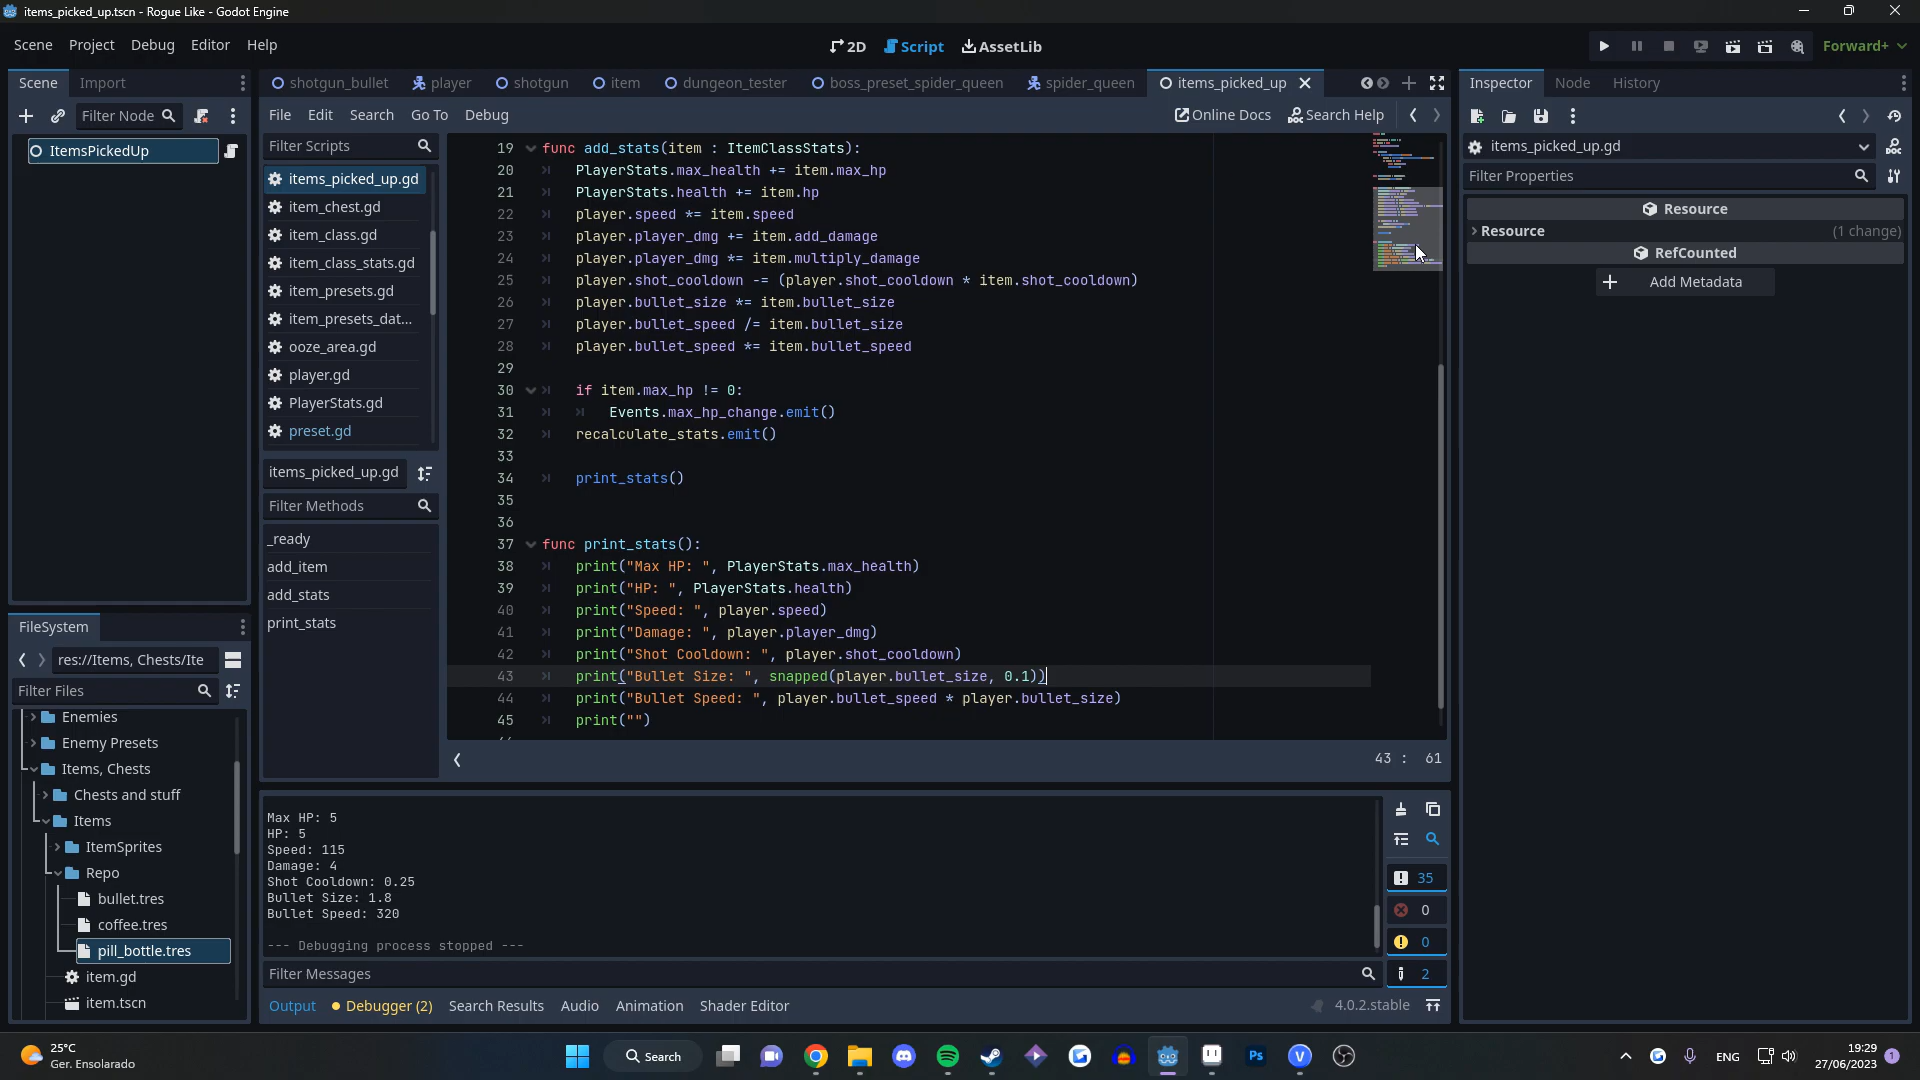 items_picked_up.tscn - Rogue Like - Godot Engine
Scene Project Debug Editor Help
2D Script AssetLib
Forward+
Scene Import
shotgun_bullet player shotgun item dungeon_tester boss_preset_spider_queen spider_queen items_picked_up
Inspector Node History
Filter Node
File Edit Search Go To Debug
Online Docs Search Help
ItemsPickedUp
Filter Scripts
items_picked_up.gd
item_chest.gd
item_class.gd
item_class_stats.gd
item_presets.gd
item_presets_dat...
ooze_area.gd
player.gd
PlayerStats.gd
preset.gd
items_picked_up.gd
Filter Methods
_ready
add_item
add_stats
print_stats
19 func add_stats(item : ItemClassStats):
20 PlayerStats.max_health += item.max_hp
21 PlayerStats.health += item.hp
22 player.speed *= item.speed
23 player.player_dmg += item.add_damage
24 player.player_dmg *= item.multiply_damage
25 player.shot_cooldown -= (player.shot_cooldown * item.shot_cooldown)
26 player.bullet_size *= item.bullet_size
27 player.bullet_speed /= item.bullet_size
28 player.bullet_speed *= item.bullet_speed
29
30 if item.max_hp != 0:
31 Events.max_hp_change.emit()
32 recalculate_stats.emit()
33
34 print_stats()
35
36
37 func print_stats():
38 print("Max HP: ", PlayerStats.max_health)
39 print("HP: ", PlayerStats.health)
40 print("Speed: ", player.speed)
41 print("Damage: ", player.player_dmg)
42 print("Shot Cooldown: ", player.shot_cooldown)
43 print("Bullet Size: ", snapped(player.bullet_size, 0.1))
44 print("Bullet Speed: ", player.bullet_speed * player.bullet_size)
45 print("")
43 : 61
items_picked_up.gd
Filter Properties
Resource
Resource (1 change)
RefCounted
Add Metadata
FileSystem
res://Items, Chests/Ite
Filter Files
Enemies
Enemy Presets
Items, Chests
Chests and stuff
Items
ItemSprites
Repo
bullet.tres
coffee.tres
pill_bottle.tres
item.gd
item.tscn
Max HP: 5
HP: 5
Speed: 115
Damage: 4
Shot Cooldown: 0.25
Bullet Size: 1.8
Bullet Speed: 320
--- Debugging process stopped ---
35
0
0
2
Filter Messages
Output Debugger (2) Search Results Audio Animation Shader Editor
4.0.2.stable
25°C
Ger. Ensolarado
Search
Ps
V
ENG
19:29
27/06/2023
1